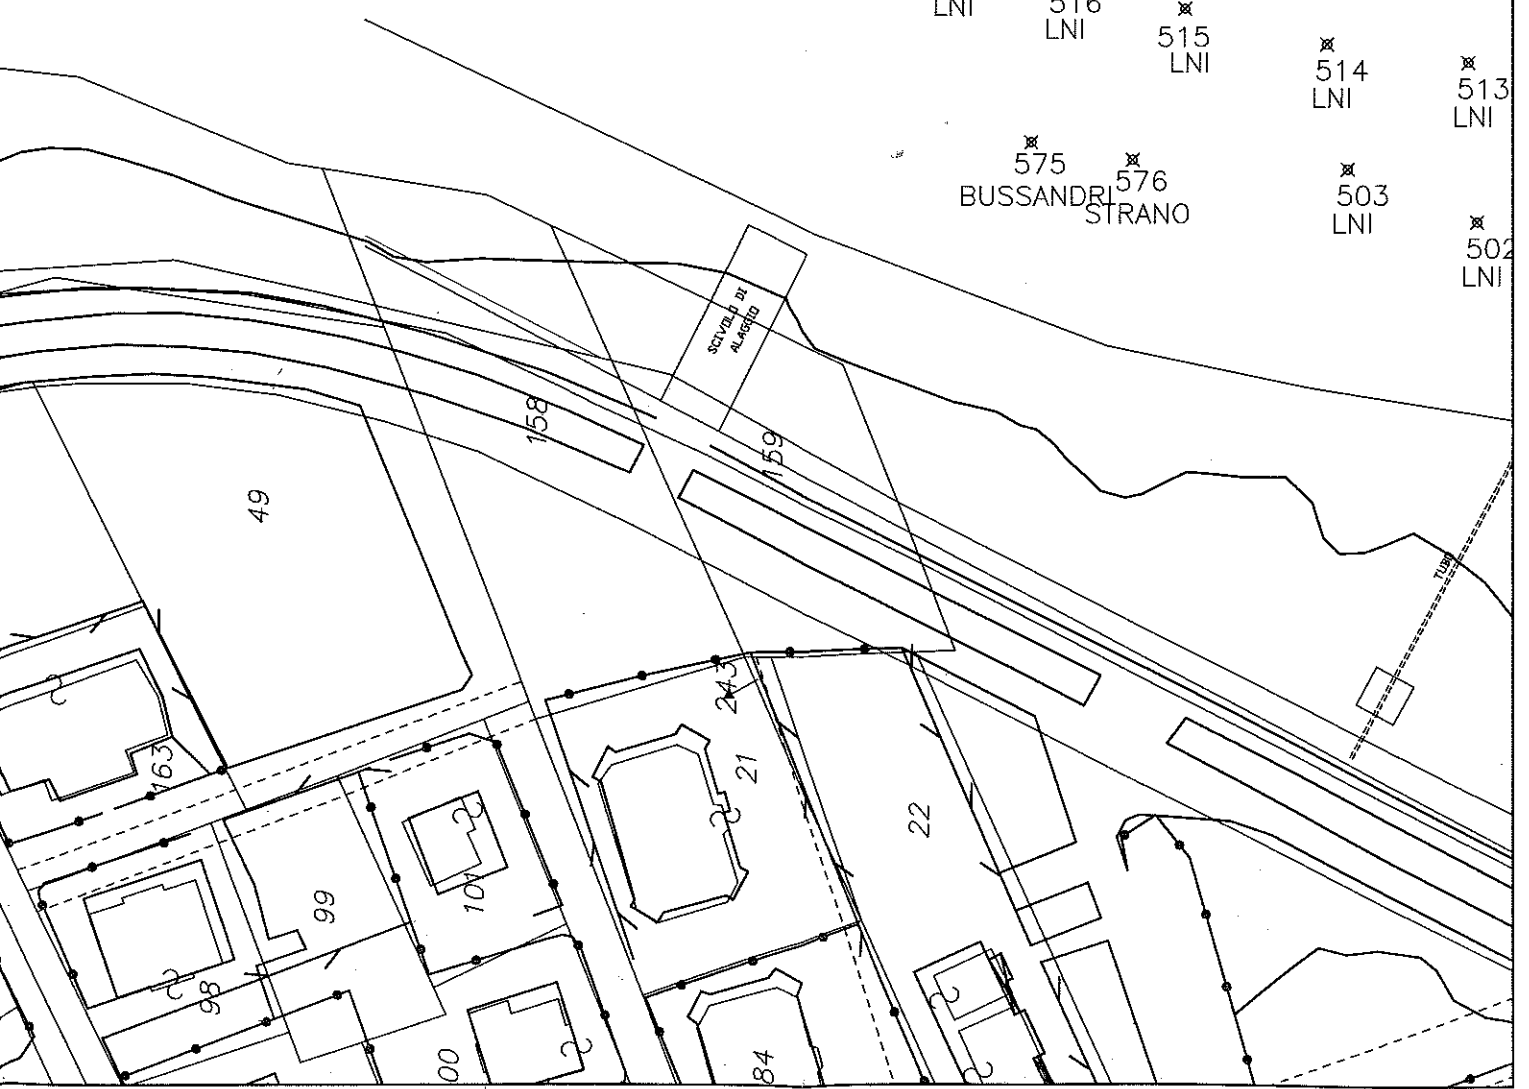 LNI
516
LNI
515
LNI
514
LNI
513
LNI
575
BUSSANDRI
576
STRANO
503
LNI
502
LNI
SCIVOLO DI
ALAGGIO
158
159
49
TUBO
243
163
21
22
99
101
98
00
84